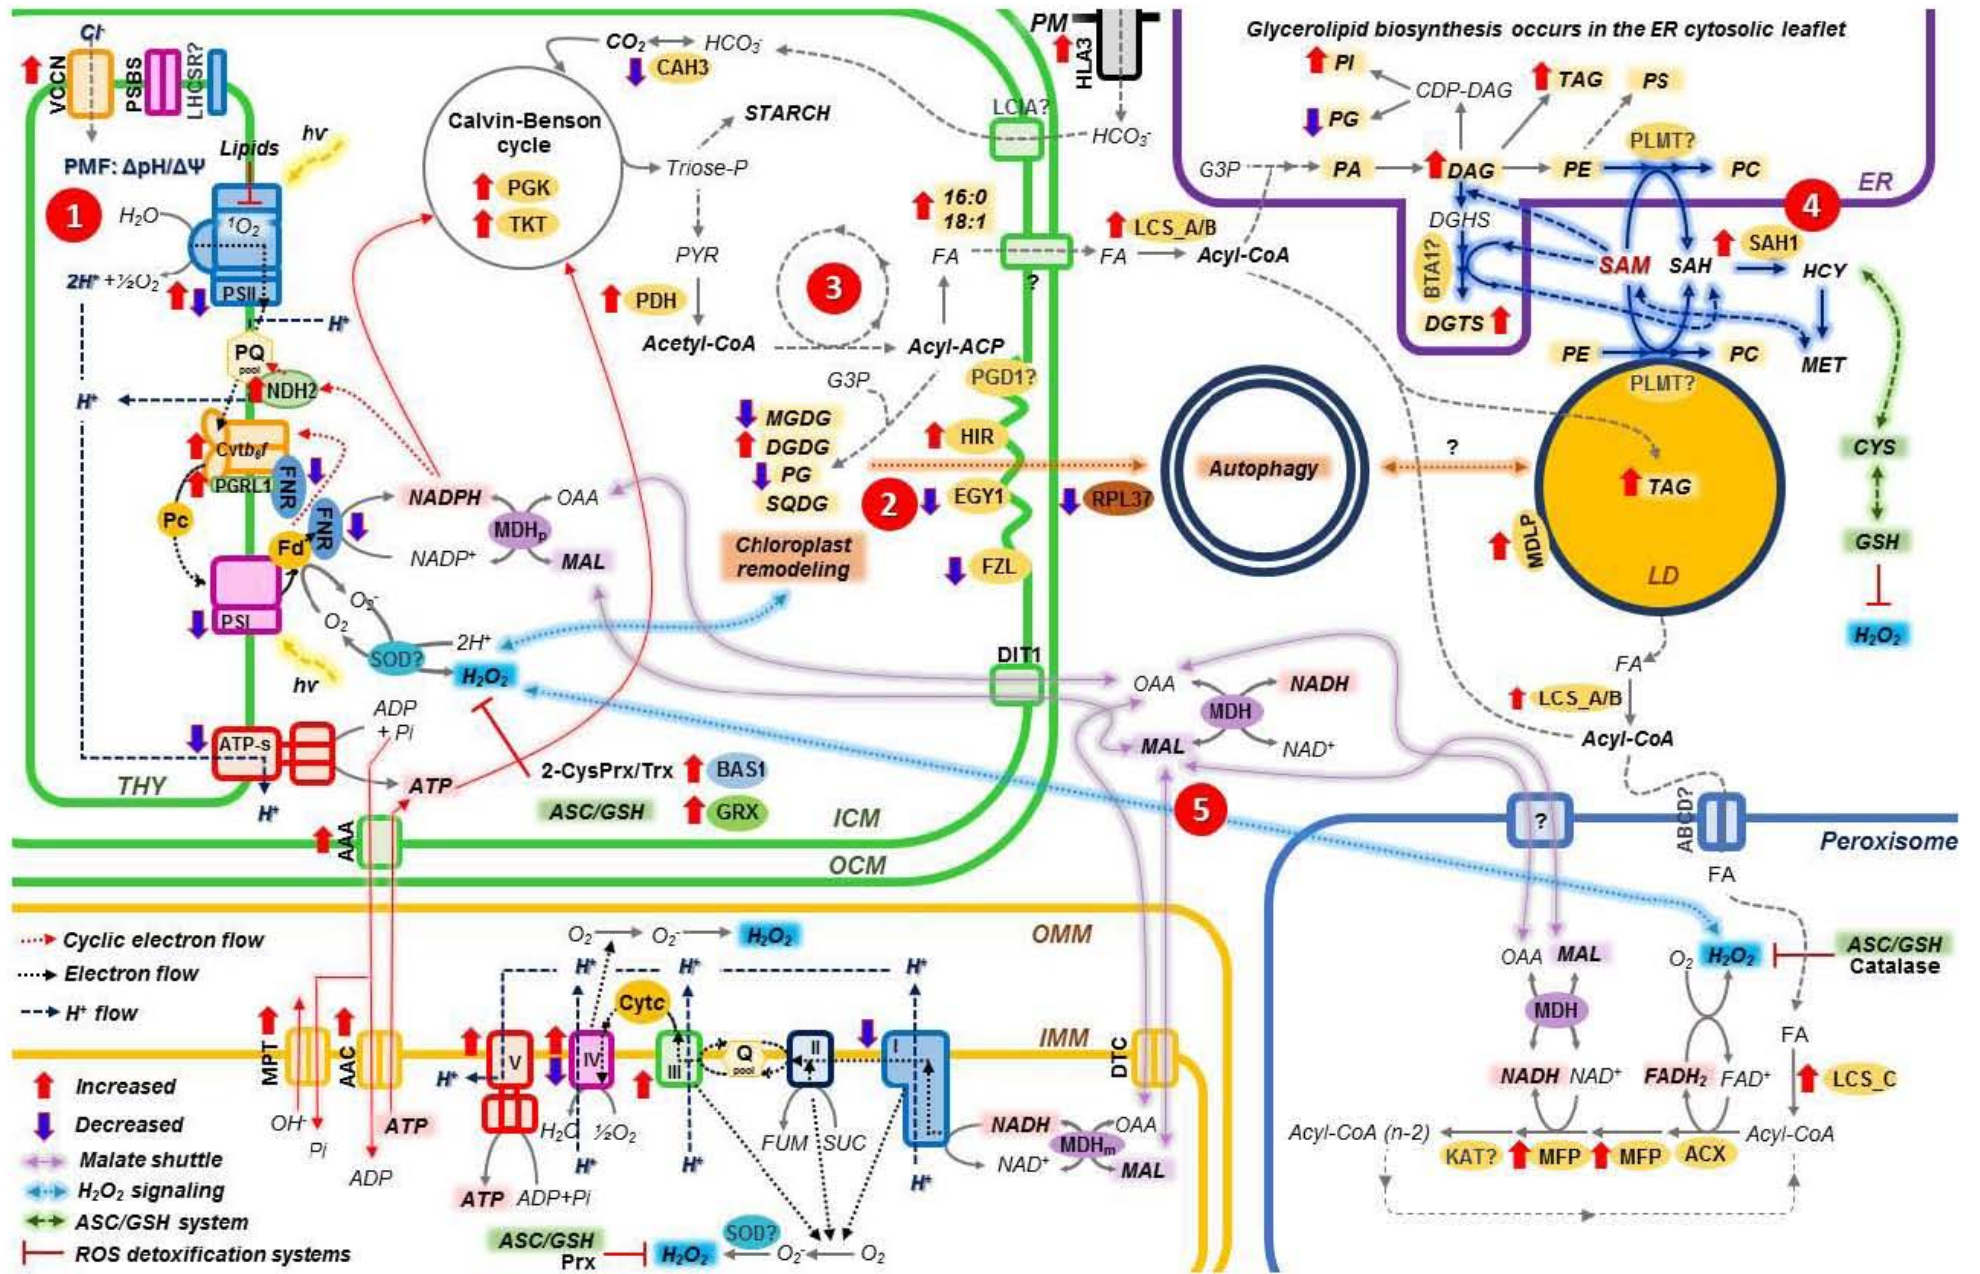 Cl⁻
VCCN
PSBS
LHCSR?
PMF: ΔpH/ΔΨ
Lipids
hv
1
H₂O
¹O₂
2H⁺ +½O₂
PSII
H⁺
PQ
pool
NDH2
H⁺
Cytb₆f
PGRL1
FNR
FNR
Pc
Fd
PSI
hv
O₂⁻
O₂
SOD?
2H⁺
H₂O₂
NADPH
NADP⁺
OAA
MDHp
MAL
ATP-s
ADP
+ Pi
ATP
H⁺
THY
AAA
2-CysPrx/Trx
BAS1
ASC/GSH
GRX
ICM
OCM
CO₂
HCO₃⁻
CAH3
Calvin-Benson
cycle
PGK
TKT
STARCH
Triose-P
PYR
PDH
Acetyl-CoA
3
16:0
18:1
FA
Acyl-ACP
G3P
PGD1?
MGDG
DGDG
PG
SQDG
2
HIR
EGY1
FZL
RPL37
Chloroplast
remodeling
DIT1
LCIA?
PM
HLA3
HCO₃⁻
?
FA
LCS_A/B
Acyl-CoA
Glycerolipid biosynthesis occurs in the ER cytosolic leaflet
PI
CDP-DAG
TAG
PS
PG
PLMT?
G3P
PA
DAG
PE
PC
ER
4
DGHS
BTA1?
DGTS
SAM
SAH
SAH1
HCY
MET
PE
PC
PLMT?
Autophagy
?
TAG
MDLP
LD
CYS
GSH
H₂O₂
FA
LCS_A/B
Acyl-CoA
OAA
NADH
MDH
MAL
NAD⁺
5
?
ABCD?
Peroxisome
FA
OAA
MAL
O₂
H₂O₂
ASC/GSH
Catalase
MDH
FA
NADH
NAD⁺
FADH₂
FAD⁺
LCS_C
Acyl-CoA (n-2)
Acyl-CoA
KAT?
MFP
MFP
ACX
OMM
IMM
Cyclic electron flow
Electron flow
H⁺ flow
Increased
Decreased
Malate shuttle
H₂O₂ signaling
ASC/GSH system
ROS detoxification systems
MPT
AAC
OH⁻
Pi
ADP
ATP
O₂
O₂⁻
H₂O₂
H⁺
H⁺
H⁺
Cytc
V
IV
III
Q
pool
II
I
DTC
H⁺
H₂O
½O₂
H⁺
H⁺
H⁺
FUM
SUC
NADH
NAD⁺
OAA
MDHm
MAL
ATP
ADP+Pi
ASC/GSH
Prx
H₂O₂
SOD?
O₂⁻
O₂